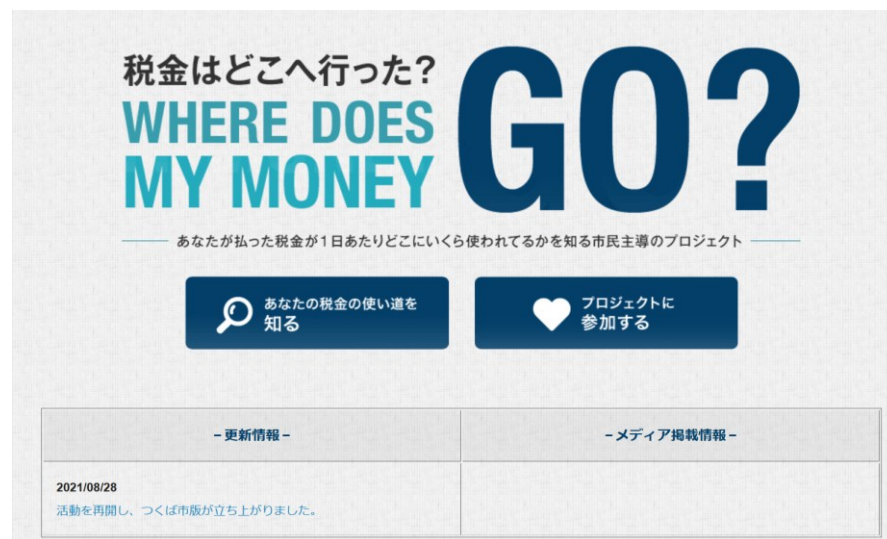 税金はどこへ行った?
WHERE DOES
MY MONEY
GO?
あなたが払った税金が1日あたりどこにいくら使われてるかを知る市民主導のプロジェクト
あなたの税金の使い道を
知る
プロジェクトに
参加する
–更新情報–
–メディア掲載情報–
2021/08/28
活動を再開し、つくば市版が立ち上がりました。